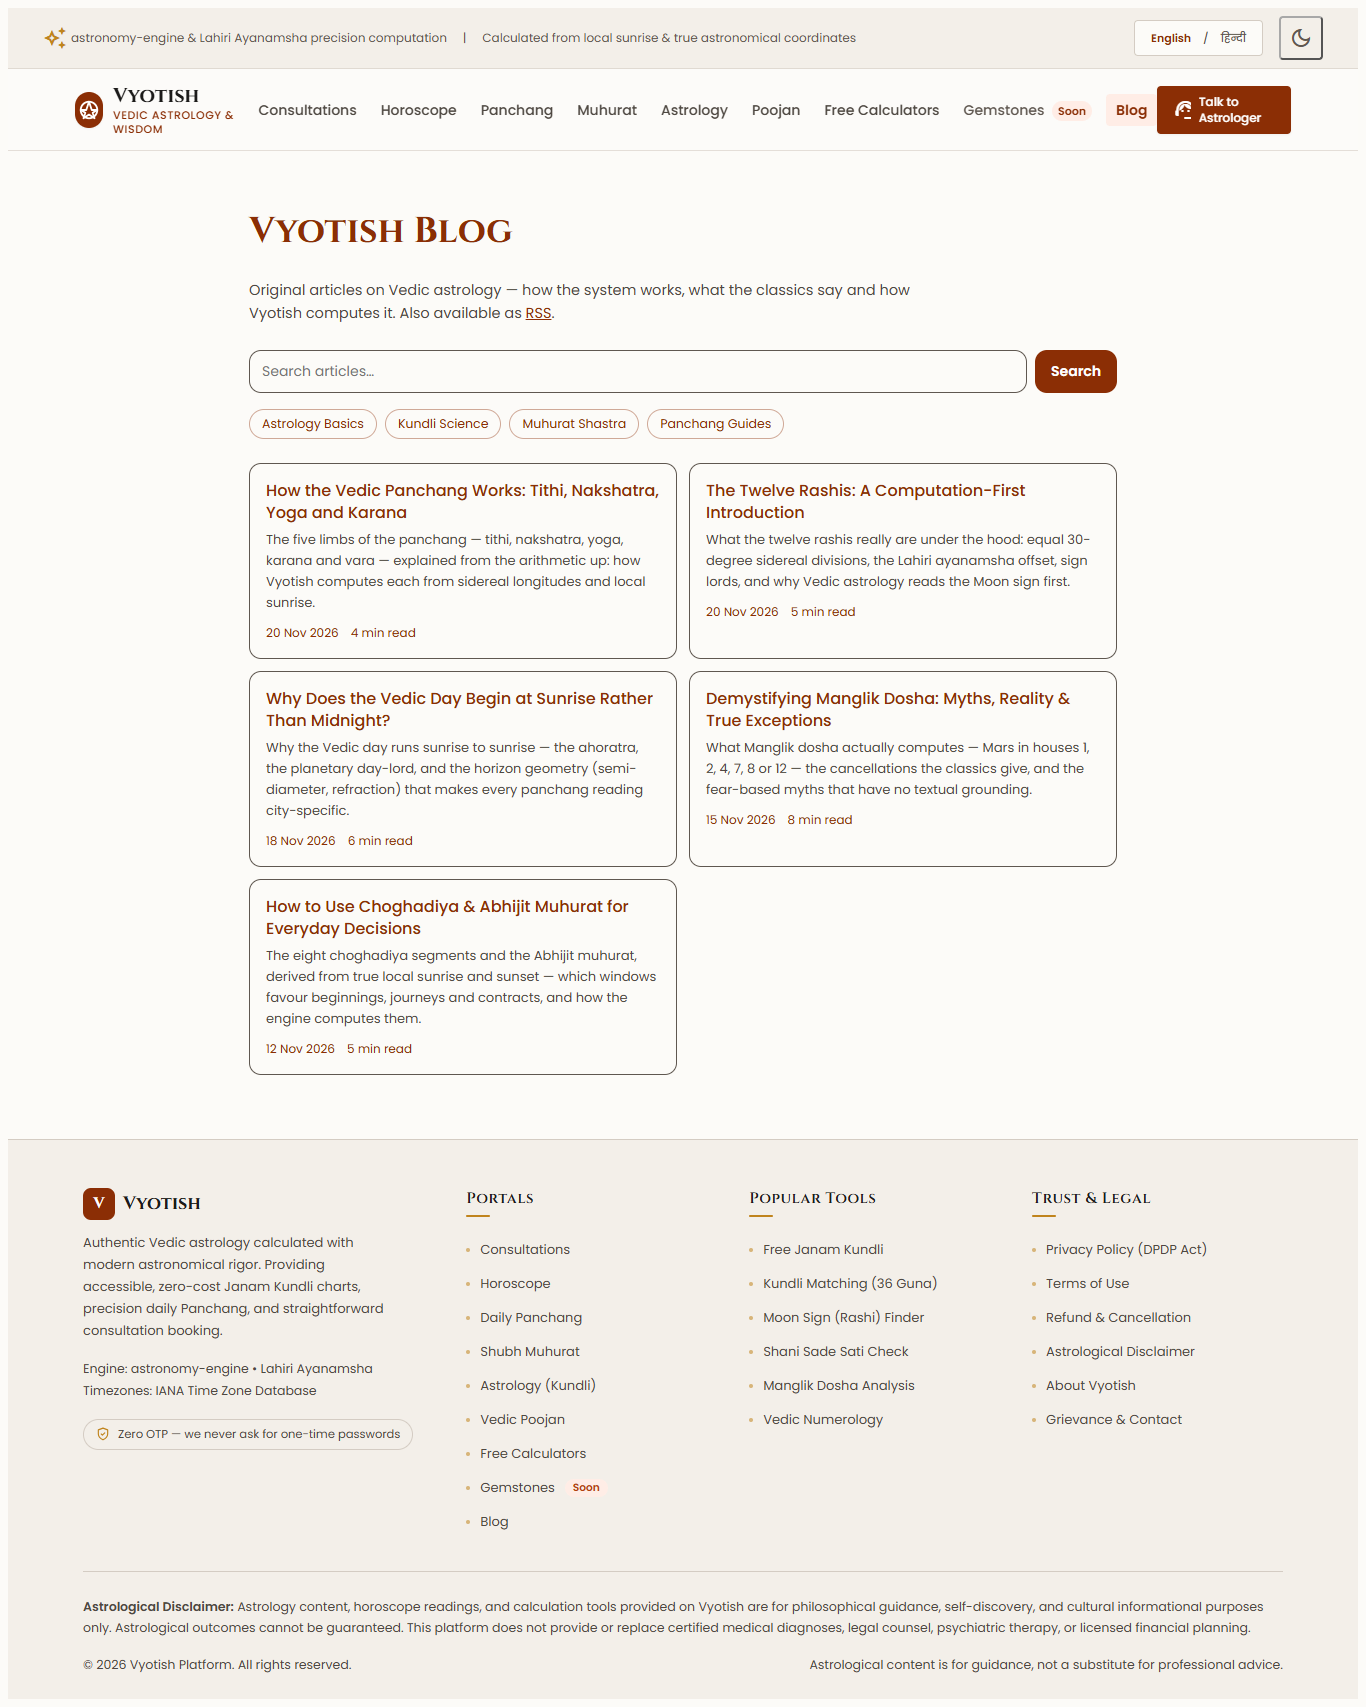 astronomy-engine & Lahiri Ayanamsha precision computation | Calculated from local sunrise & true astronomical coordinates
English / हिन्दी
Vyotish
VEDIC ASTROLOGY &
WISDOM
Consultations Horoscope Panchang Muhurat Astrology Poojan Free Calculators Gemstones Soon Blog
Talk to
Astrologer
Vyotish Blog
Original articles on Vedic astrology — how the system works, what the classics say and how
Vyotish computes it. Also available as RSS.
Search articles...
Search
Astrology Basics
Kundli Science
Muhurat Shastra
Panchang Guides
How the Vedic Panchang Works: Tithi, Nakshatra,
Yoga and Karana
The five limbs of the panchang — tithi, nakshatra, yoga,
karana and vara — explained from the arithmetic up: how
Vyotish computes each from sidereal longitudes and local
sunrise.
20 Nov 2026 4 min read
The Twelve Rashis: A Computation-First
Introduction
What the twelve rashis really are under the hood: equal 30-
degree sidereal divisions, the Lahiri ayanamsha offset, sign
lords, and why Vedic astrology reads the Moon sign first.
20 Nov 2026 5 min read
Why Does the Vedic Day Begin at Sunrise Rather
Than Midnight?
Why the Vedic day runs sunrise to sunrise — the ahoratra,
the planetary day-lord, and the horizon geometry (semi-
diameter, refraction) that makes every panchang reading
city-specific.
18 Nov 2026 6 min read
Demystifying Manglik Dosha: Myths, Reality &
True Exceptions
What Manglik dosha actually computes — Mars in houses 1,
2, 4, 7, 8 or 12 — the cancellations the classics give, and the
fear-based myths that have no textual grounding.
15 Nov 2026 8 min read
How to Use Choghadiya & Abhijit Muhurat for
Everyday Decisions
The eight choghadiya segments and the Abhijit muhurat,
derived from true local sunrise and sunset — which windows
favour beginnings, journeys and contracts, and how the
engine computes them.
12 Nov 2026 5 min read
V Vyotish
Authentic Vedic astrology calculated with
modern astronomical rigor. Providing
accessible, zero-cost Janam Kundli charts,
precision daily Panchang, and straightforward
consultation booking.
Engine: astronomy-engine • Lahiri Ayanamsha
Timezones: IANA Time Zone Database
Zero OTP — we never ask for one-time passwords
Portals
Consultations
Horoscope
Daily Panchang
Shubh Muhurat
Astrology (Kundli)
Vedic Poojan
Free Calculators
Gemstones Soon
Blog
Popular Tools
Free Janam Kundli
Kundli Matching (36 Guna)
Moon Sign (Rashi) Finder
Shani Sade Sati Check
Manglik Dosha Analysis
Vedic Numerology
Trust & Legal
Privacy Policy (DPDP Act)
Terms of Use
Refund & Cancellation
Astrological Disclaimer
About Vyotish
Grievance & Contact
Astrological Disclaimer: Astrology content, horoscope readings, and calculation tools provided on Vyotish are for philosophical guidance, self-discovery, and cultural informational purposes
only. Astrological outcomes cannot be guaranteed. This platform does not provide or replace certified medical diagnoses, legal counsel, psychiatric therapy, or licensed financial planning.
© 2026 Vyotish Platform. All rights reserved.
Astrological content is for guidance, not a substitute for professional advice.